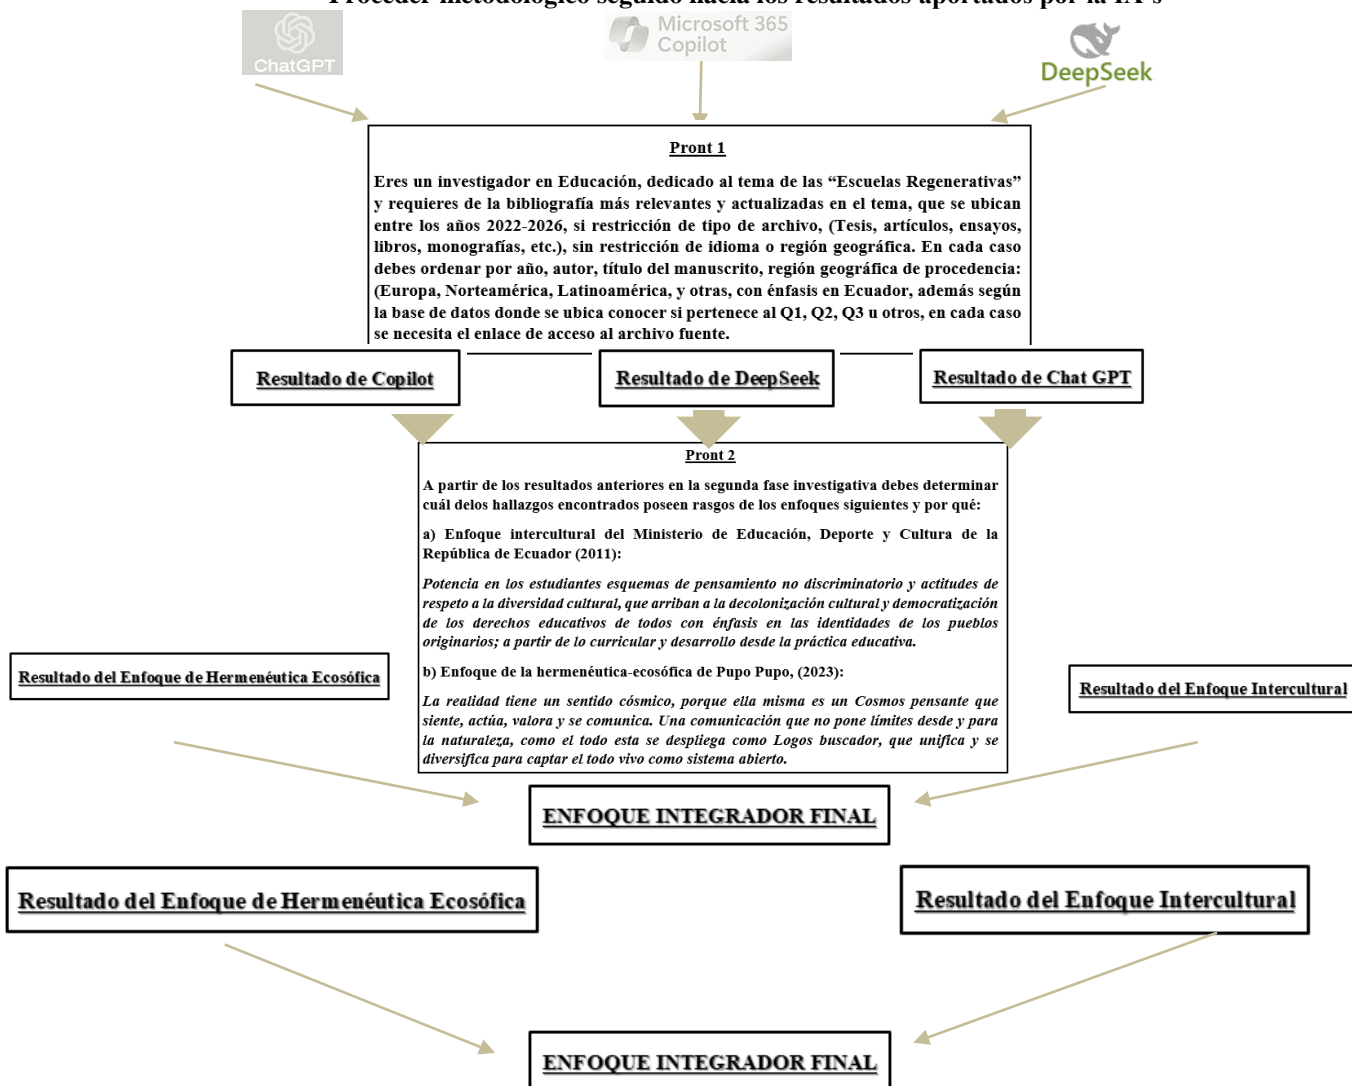 Proceder metodológico seguido hacia los resultados aportados por la IA's
ChatGPT
Microsoft 365
Copilot
DeepSeek
Pront 1
Eres un investigador en Educación, dedicado al tema de las “Escuelas Regenerativas”
y requieres de la bibliografía más relevantes y actualizadas en el tema, que se ubican
entre los años 2022-2026, si restricción de tipo de archivo, (Tesis, artículos, ensayos,
libros, monografías, etc.), sin restricción de idioma o región geográfica. En cada caso
debes ordenar por año, autor, título del manuscrito, región geográfica de procedencia:
(Europa, Norteamérica, Latinoamérica, y otras, con énfasis en Ecuador, además según
la base de datos donde se ubica conocer si pertenece al Q1, Q2, Q3 u otros, en cada caso
se necesita el enlace de acceso al archivo fuente.
Resultado de Copilot
Resultado de DeepSeek
Resultado de Chat GPT
Pront 2
A partir de los resultados anteriores en la segunda fase investigativa debes determinar
cuál delos hallazgos encontrados poseen rasgos de los enfoques siguientes y por qué:
a) Enfoque intercultural del Ministerio de Educación, Deporte y Cultura de la
República de Ecuador (2011):
Potencia en los estudiantes esquemas de pensamiento no discriminatorio y actitudes de
respeto a la diversidad cultural, que arriban a la decolonización cultural y democratización
de los derechos educativos de todos con énfasis en las identidades de los pueblos
originarios; a partir de lo curricular y desarrollo desde la práctica educativa.
b) Enfoque de la hermenéutica-ecosófica de Pupo Pupo, (2023):
La realidad tiene un sentido cósmico, porque ella misma es un Cosmos pensante que
siente, actúa, valora y se comunica. Una comunicación que no pone límites desde y para
la naturaleza, como el todo esta se despliega como Logos buscador, que unifica y se
diversifica para captar el todo vivo como sistema abierto.
Resultado del Enfoque de Hermenéutica Ecosófica
Resultado del Enfoque Intercultural
ENFOQUE INTEGRADOR FINAL
Resultado del Enfoque de Hermenéutica Ecosófica
Resultado del Enfoque Intercultural
ENFOQUE INTEGRADOR FINAL